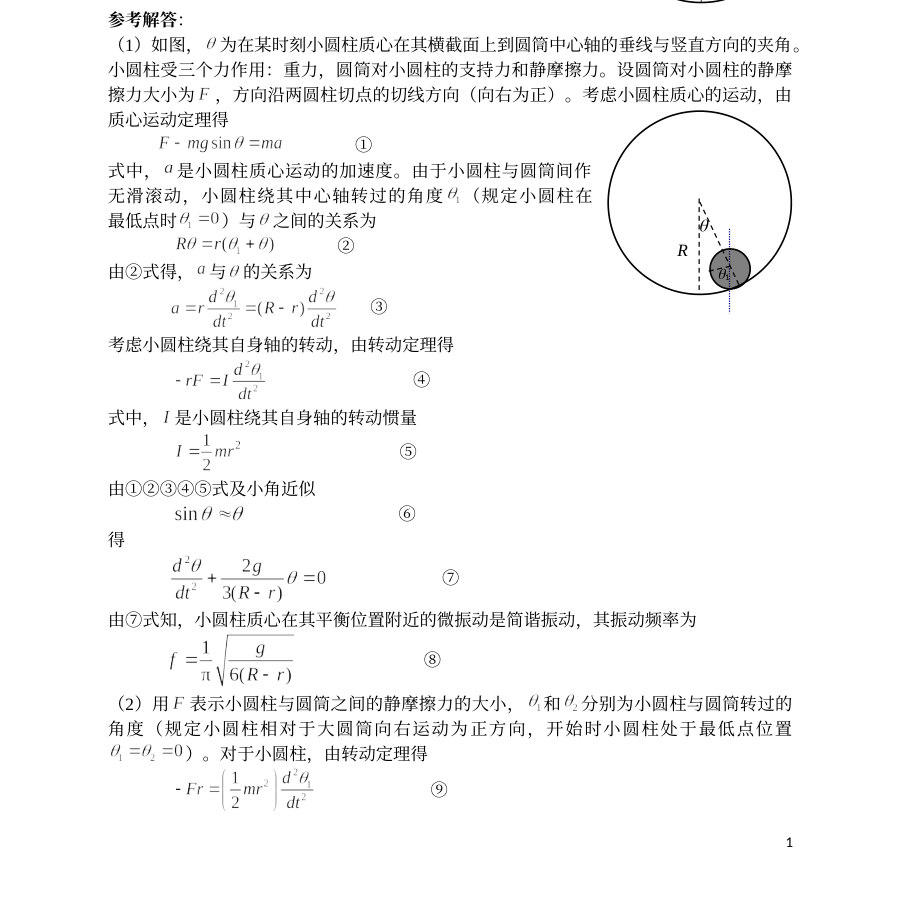 参考解答：
（1）如图，θ 为在某时刻小圆柱质心在其横截面上到圆筒中心轴的垂线与竖直方向的夹角。
小圆柱受三个力作用：重力，圆筒对小圆柱的支持力和静摩擦力。设圆筒对小圆柱的静摩
擦力大小为 F ，方向沿两圆柱切点的切线方向（向右为正）。考虑小圆柱质心的运动，由
质心运动定理得
F - mg sin θ = ma ①
式中，a 是小圆柱质心运动的加速度。由于小圆柱与圆筒间作
无滑滚动，小圆柱绕其中心轴转过的角度 θ₁（规定小圆柱在
最低点时 θ₁ = 0）与 θ 之间的关系为
Rθ = r(θ₁ + θ) ②
由②式得，a 与 θ 的关系为
a = r d²θ₁/dt² = (R - r) d²θ/dt² ③
考虑小圆柱绕其自身轴的转动，由转动定理得
- rF = I d²θ₁/dt² ④
式中，I 是小圆柱绕其自身轴的转动惯量
I = 1/2 mr² ⑤
由①②③④⑤式及小角近似
sin θ ≈ θ ⑥
得
d²θ/dt² + 2g/3(R - r) θ = 0 ⑦
由⑦式知，小圆柱质心在其平衡位置附近的微振动是简谐振动，其振动频率为
f = 1/π √(g/6(R - r)) ⑧
（2）用 F 表示小圆柱与圆筒之间的静摩擦力的大小，θ₁ 和 θ₂ 分别为小圆柱与圆筒转过的
角度（规定小圆柱相对于大圆筒向右运动为正方向，开始时小圆柱处于最低点位置
θ₁ = θ₂ = 0）。对于小圆柱，由转动定理得
- Fr = (1/2 mr²) d²θ₁/dt² ⑨
θ
R
θ₁
1